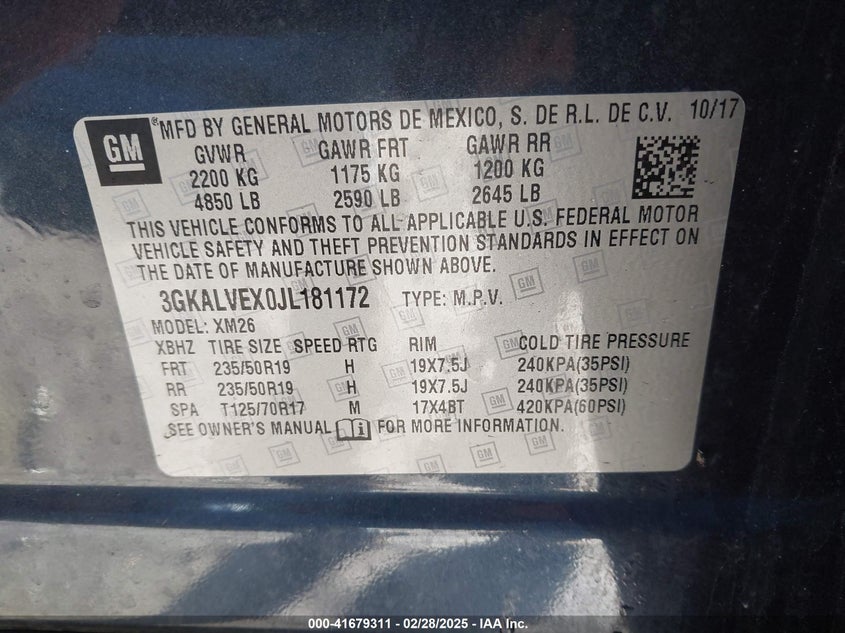 GM
®MFD BY GENERAL MOTORS DE MEXICO, S. DE R.L. DE C.V. 10/17
GVWR GAWR FRT GAWR RR
2200 KG 1175 KG 1200 KG
4850 LB 2590 LB 2645 LB
THIS VEHICLE CONFORMS TO ALL APPLICABLE U.S. FEDERAL MOTOR
VEHICLE SAFETY AND THEFT PREVENTION STANDARDS IN EFFECT ON
THE DATE OF MANUFACTURE SHOWN ABOVE.
3GKALVEX0JL181172 TYPE: M.P.V.
MODEL: XM26
XBHZ TIRE SIZE SPEED RTG RIM COLD TIRE PRESSURE
FRT 235/50R19 H 19X7.5J 240KPA(35PSI)
RR 235/50R19 H 19X7.5J 240KPA(35PSI)
SPA T125/70R17 M 17X4BT 420KPA(60PSI)
SEE OWNER'S MANUAL FOR MORE INFORMATION.
000-41679311 - 02/28/2025 - IAA Inc.